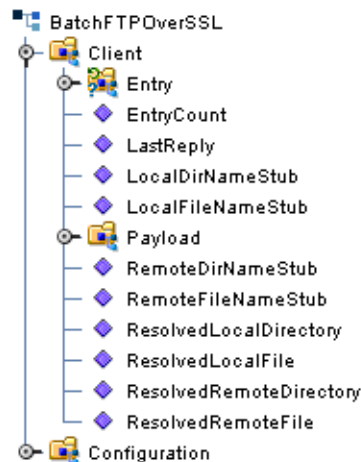 BatchFTPOverSSL
Client
Entry
EntryCount
LastReply
LocalDirNameStub
LocalFileNameStub
Payload
RemoteDirNameStub
RemoteFileNameStub
ResolvedLocalDirectory
ResolvedLocalFile
ResolvedRemoteDirectory
ResolvedRemoteFile
Configuration